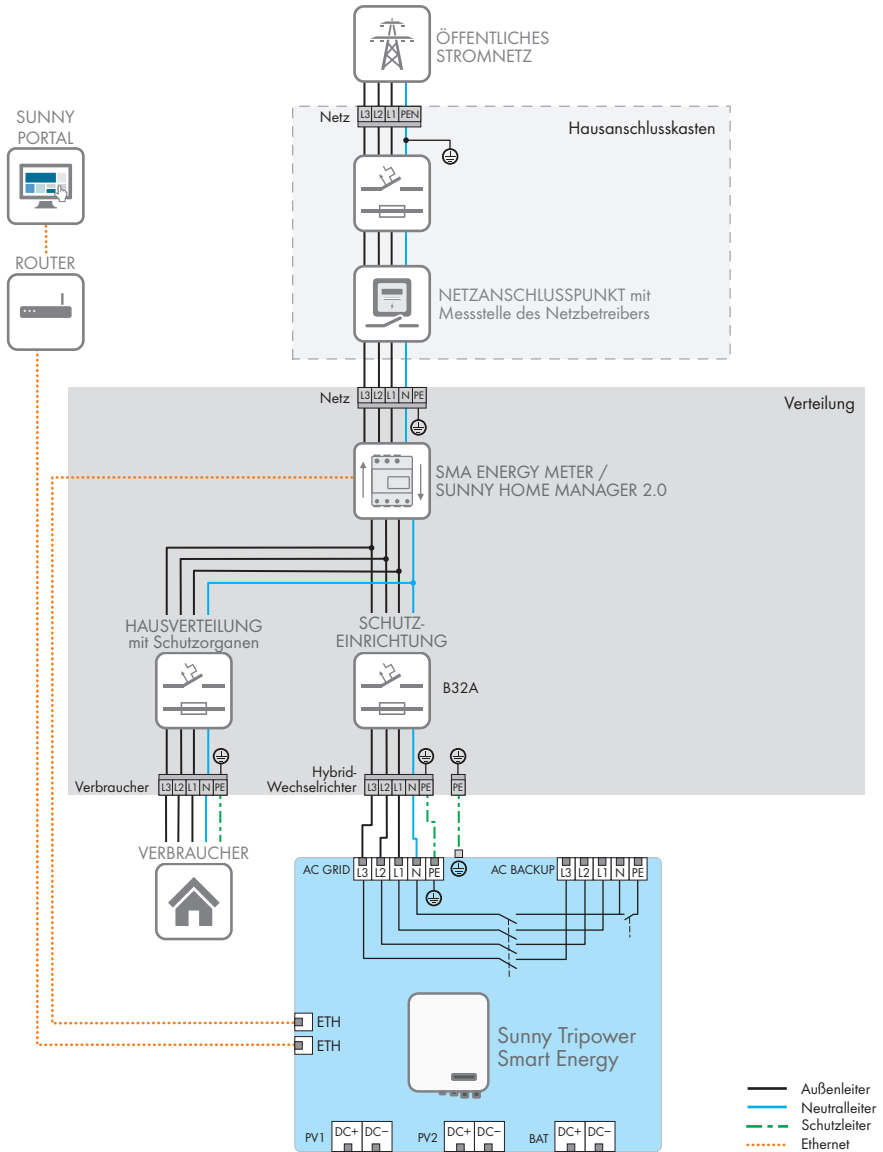 ÖFFENTLICHES
STROMNETZ
SUNNY
PORTAL
Netz
L3 L2 L1 PEN
Hausanschlusskasten
ROUTER
NETZANSCHLUSSPUNKT mit
Messstelle des Netzbetreibers
Netz
L3 L2 L1 N PE
Verteilung
SMA ENERGY METER /
SUNNY HOME MANAGER 2.0
HAUSVERTEILUNG
mit Schutzorganen
SCHUTZ-
EINRICHTUNG
B32A
Verbraucher
L3 L2 L1 N PE
Hybrid-
Wechselrichter
L3 L2 L1 N PE
PE
VERBRAUCHER
AC GRID
L3 L2 L1 N PE
AC BACKUP
L3 L2 L1 N PE
ETH
ETH
Sunny Tripower
Smart Energy
PV1 DC+ DC−
PV2 DC+ DC−
BAT DC+ DC−
Außenleiter
Neutralleiter
Schutzleiter
Ethernet